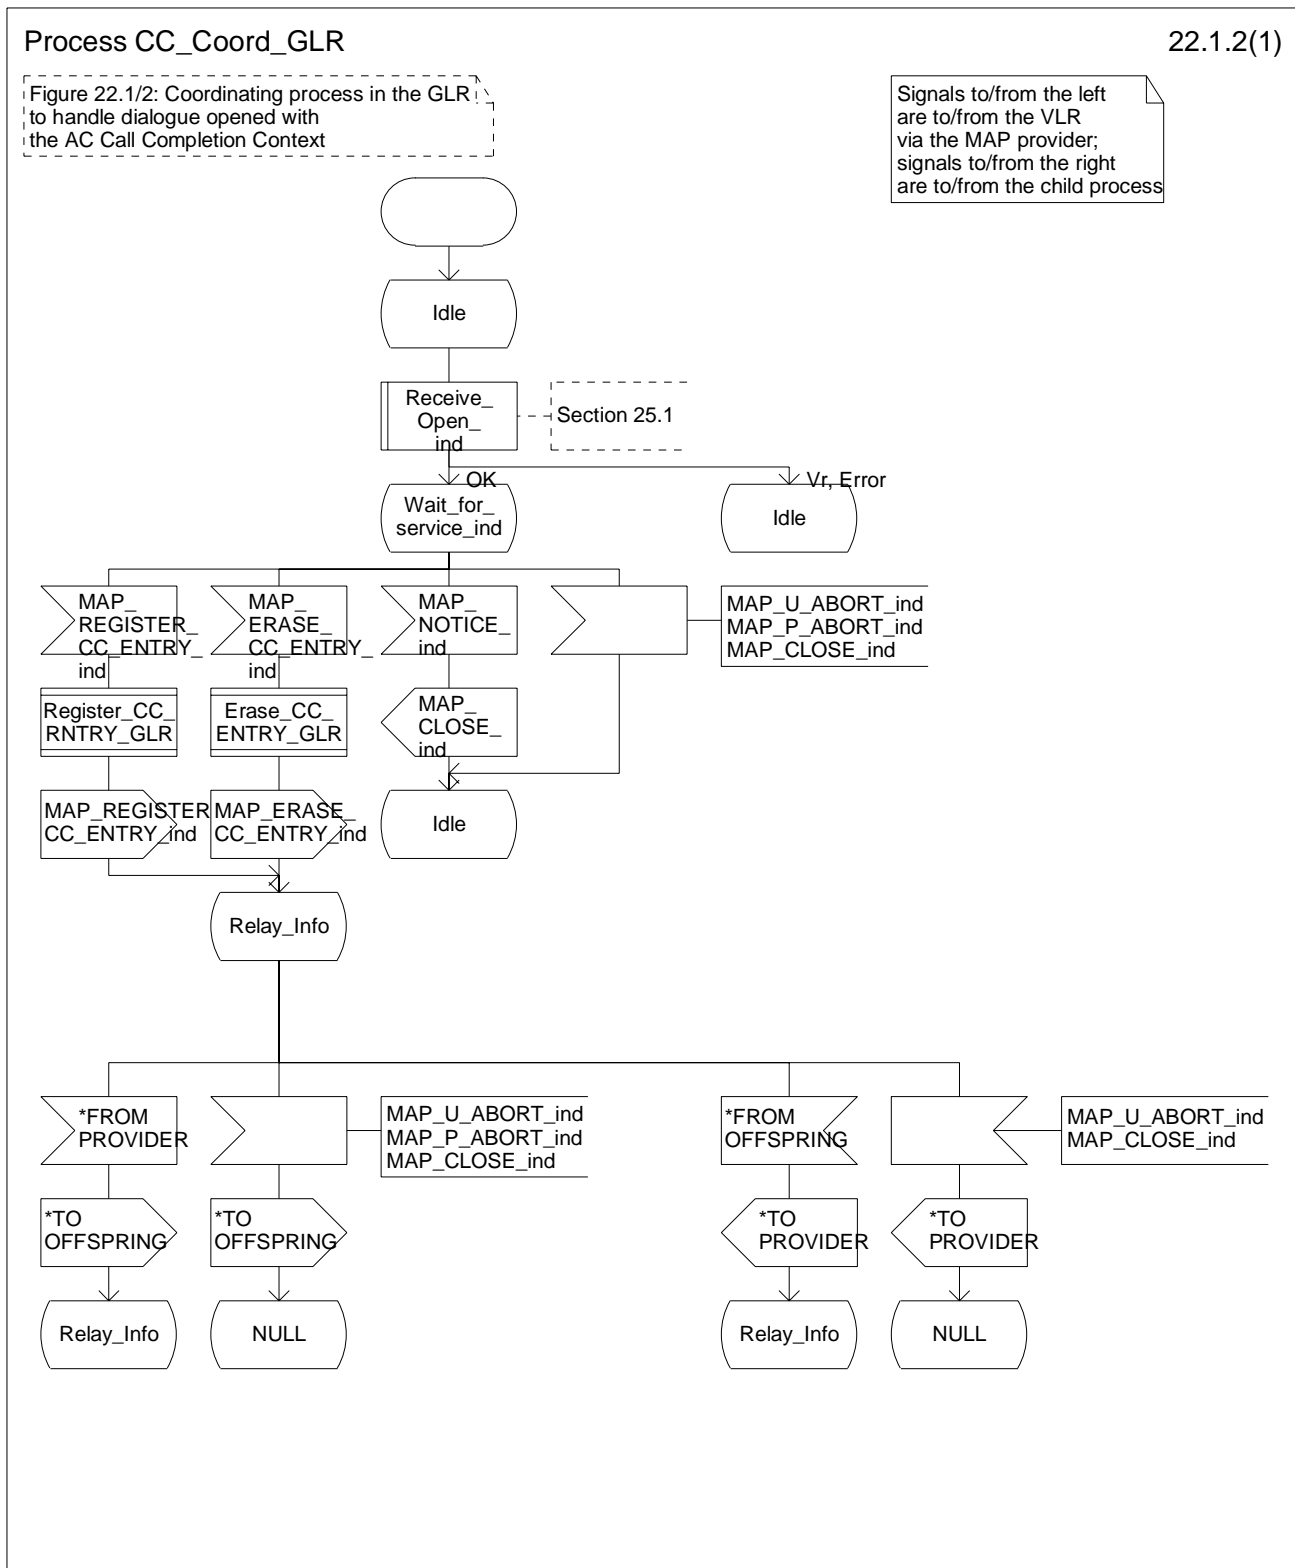 Process CC_Coord_GLR
22.1.2(1)
Figure 22.1/2: Coordinating process in the GLR
to handle dialogue opened with
the AC Call Completion Context
Signals to/from the left
are to/from the VLR
via the MAP provider;
signals to/from the right
are to/from the child process
Idle
Receive_
Open_
ind
Section 25.1
OK
Vr, Error
Wait_for_
service_ind
Idle
MAP_
REGISTER_
CC_ENTRY_
ind
MAP_
ERASE_
CC_ENTRY_
ind
MAP_
NOTICE_
ind
MAP_U_ABORT_ind
MAP_P_ABORT_ind
MAP_CLOSE_ind
Register_CC_
RNTRY_GLR
Erase_CC_
ENTRY_GLR
MAP_
CLOSE_
ind
MAP_REGISTER
CC_ENTRY_ind
MAP_ERASE_
CC_ENTRY_ind
Idle
Relay_Info
*FROM
PROVIDER
MAP_U_ABORT_ind
MAP_P_ABORT_ind
MAP_CLOSE_ind
*FROM
OFFSPRING
MAP_U_ABORT_ind
MAP_CLOSE_ind
*TO
OFFSPRING
*TO
OFFSPRING
*TO
PROVIDER
*TO
PROVIDER
Relay_Info
NULL
Relay_Info
NULL